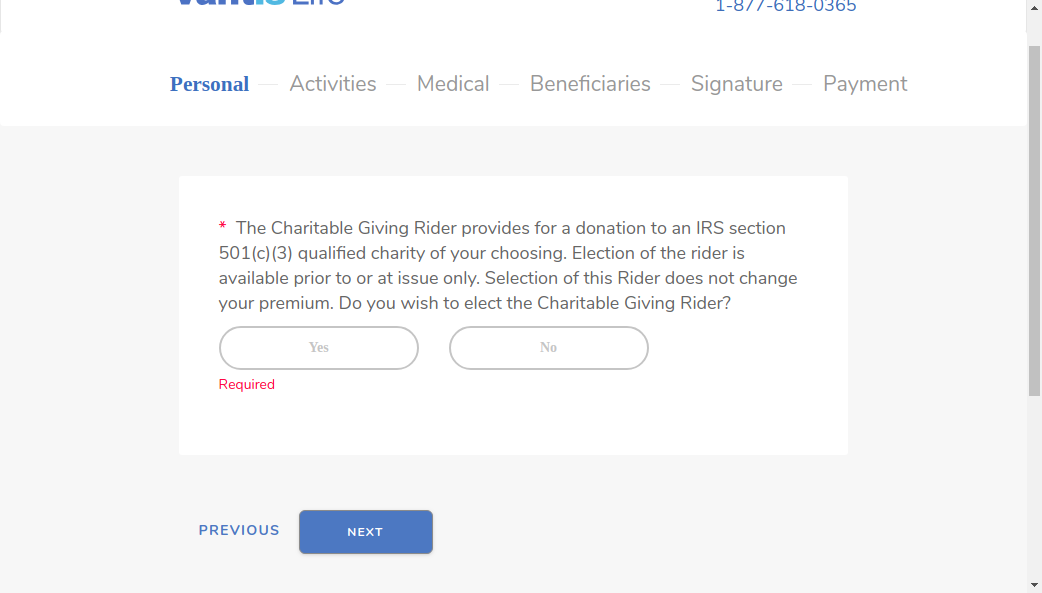 vantis Life
1-877-618-0365
Personal — Activities — Medical — Beneficiaries — Signature — Payment
* The Charitable Giving Rider provides for a donation to an IRS section
501(c)(3) qualified charity of your choosing. Election of the rider is
available prior to or at issue only. Selection of this Rider does not change
your premium. Do you wish to elect the Charitable Giving Rider?
Yes No
Required
PREVIOUS NEXT